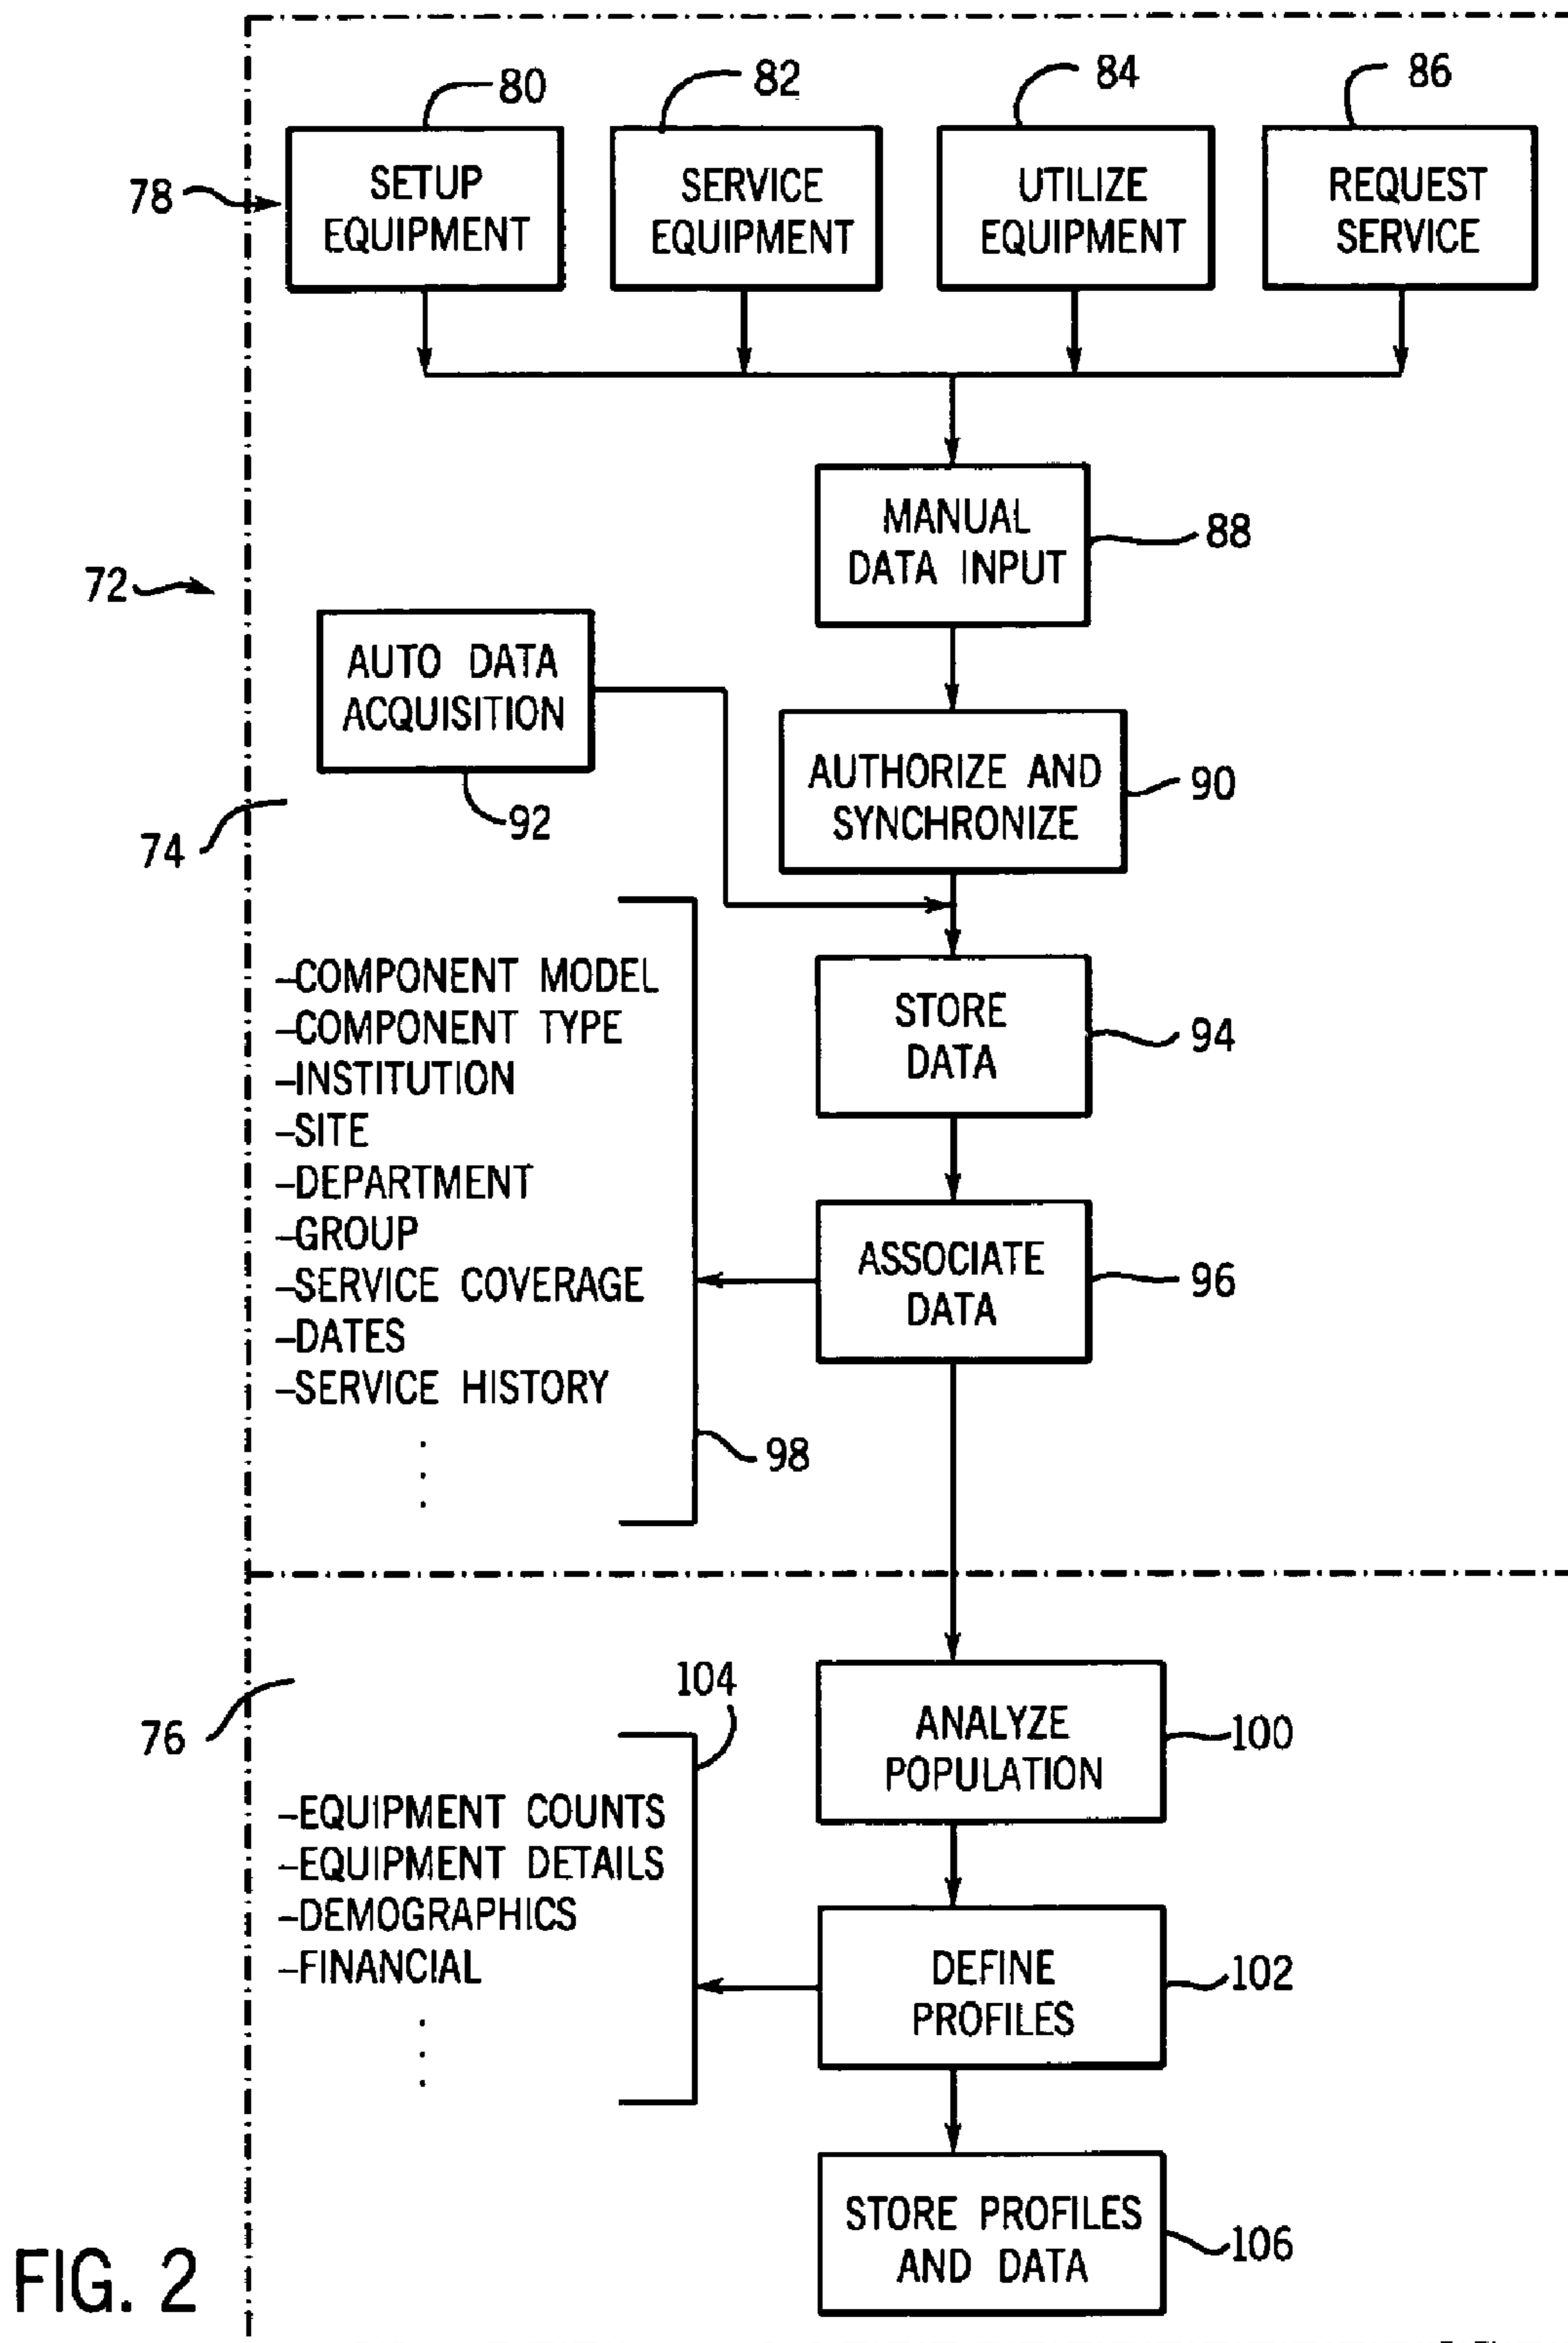 80
82
84
86
78
SETUP
EQUIPMENT
SERVICE
EQUIPMENT
UTILIZE
EQUIPMENT
REQUEST
SERVICE
MANUAL
DATA INPUT
88
72
AUTO DATA
ACQUISITION
92
AUTHORIZE AND
SYNCHRONIZE
90
74
-COMPONENT MODEL
-COMPONENT TYPE
-INSTITUTION
-SITE
-DEPARTMENT
-GROUP
-SERVICE COVERAGE
-DATES
-SERVICE HISTORY
.
.
.
98
STORE
DATA
94
ASSOCIATE
DATA
96
76
104
ANALYZE
POPULATION
100
-EQUIPMENT COUNTS
-EQUIPMENT DETAILS
-DEMOGRAPHICS
-FINANCIAL
.
.
.
DEFINE
PROFILES
102
STORE PROFILES
AND DATA
106
FIG. 2